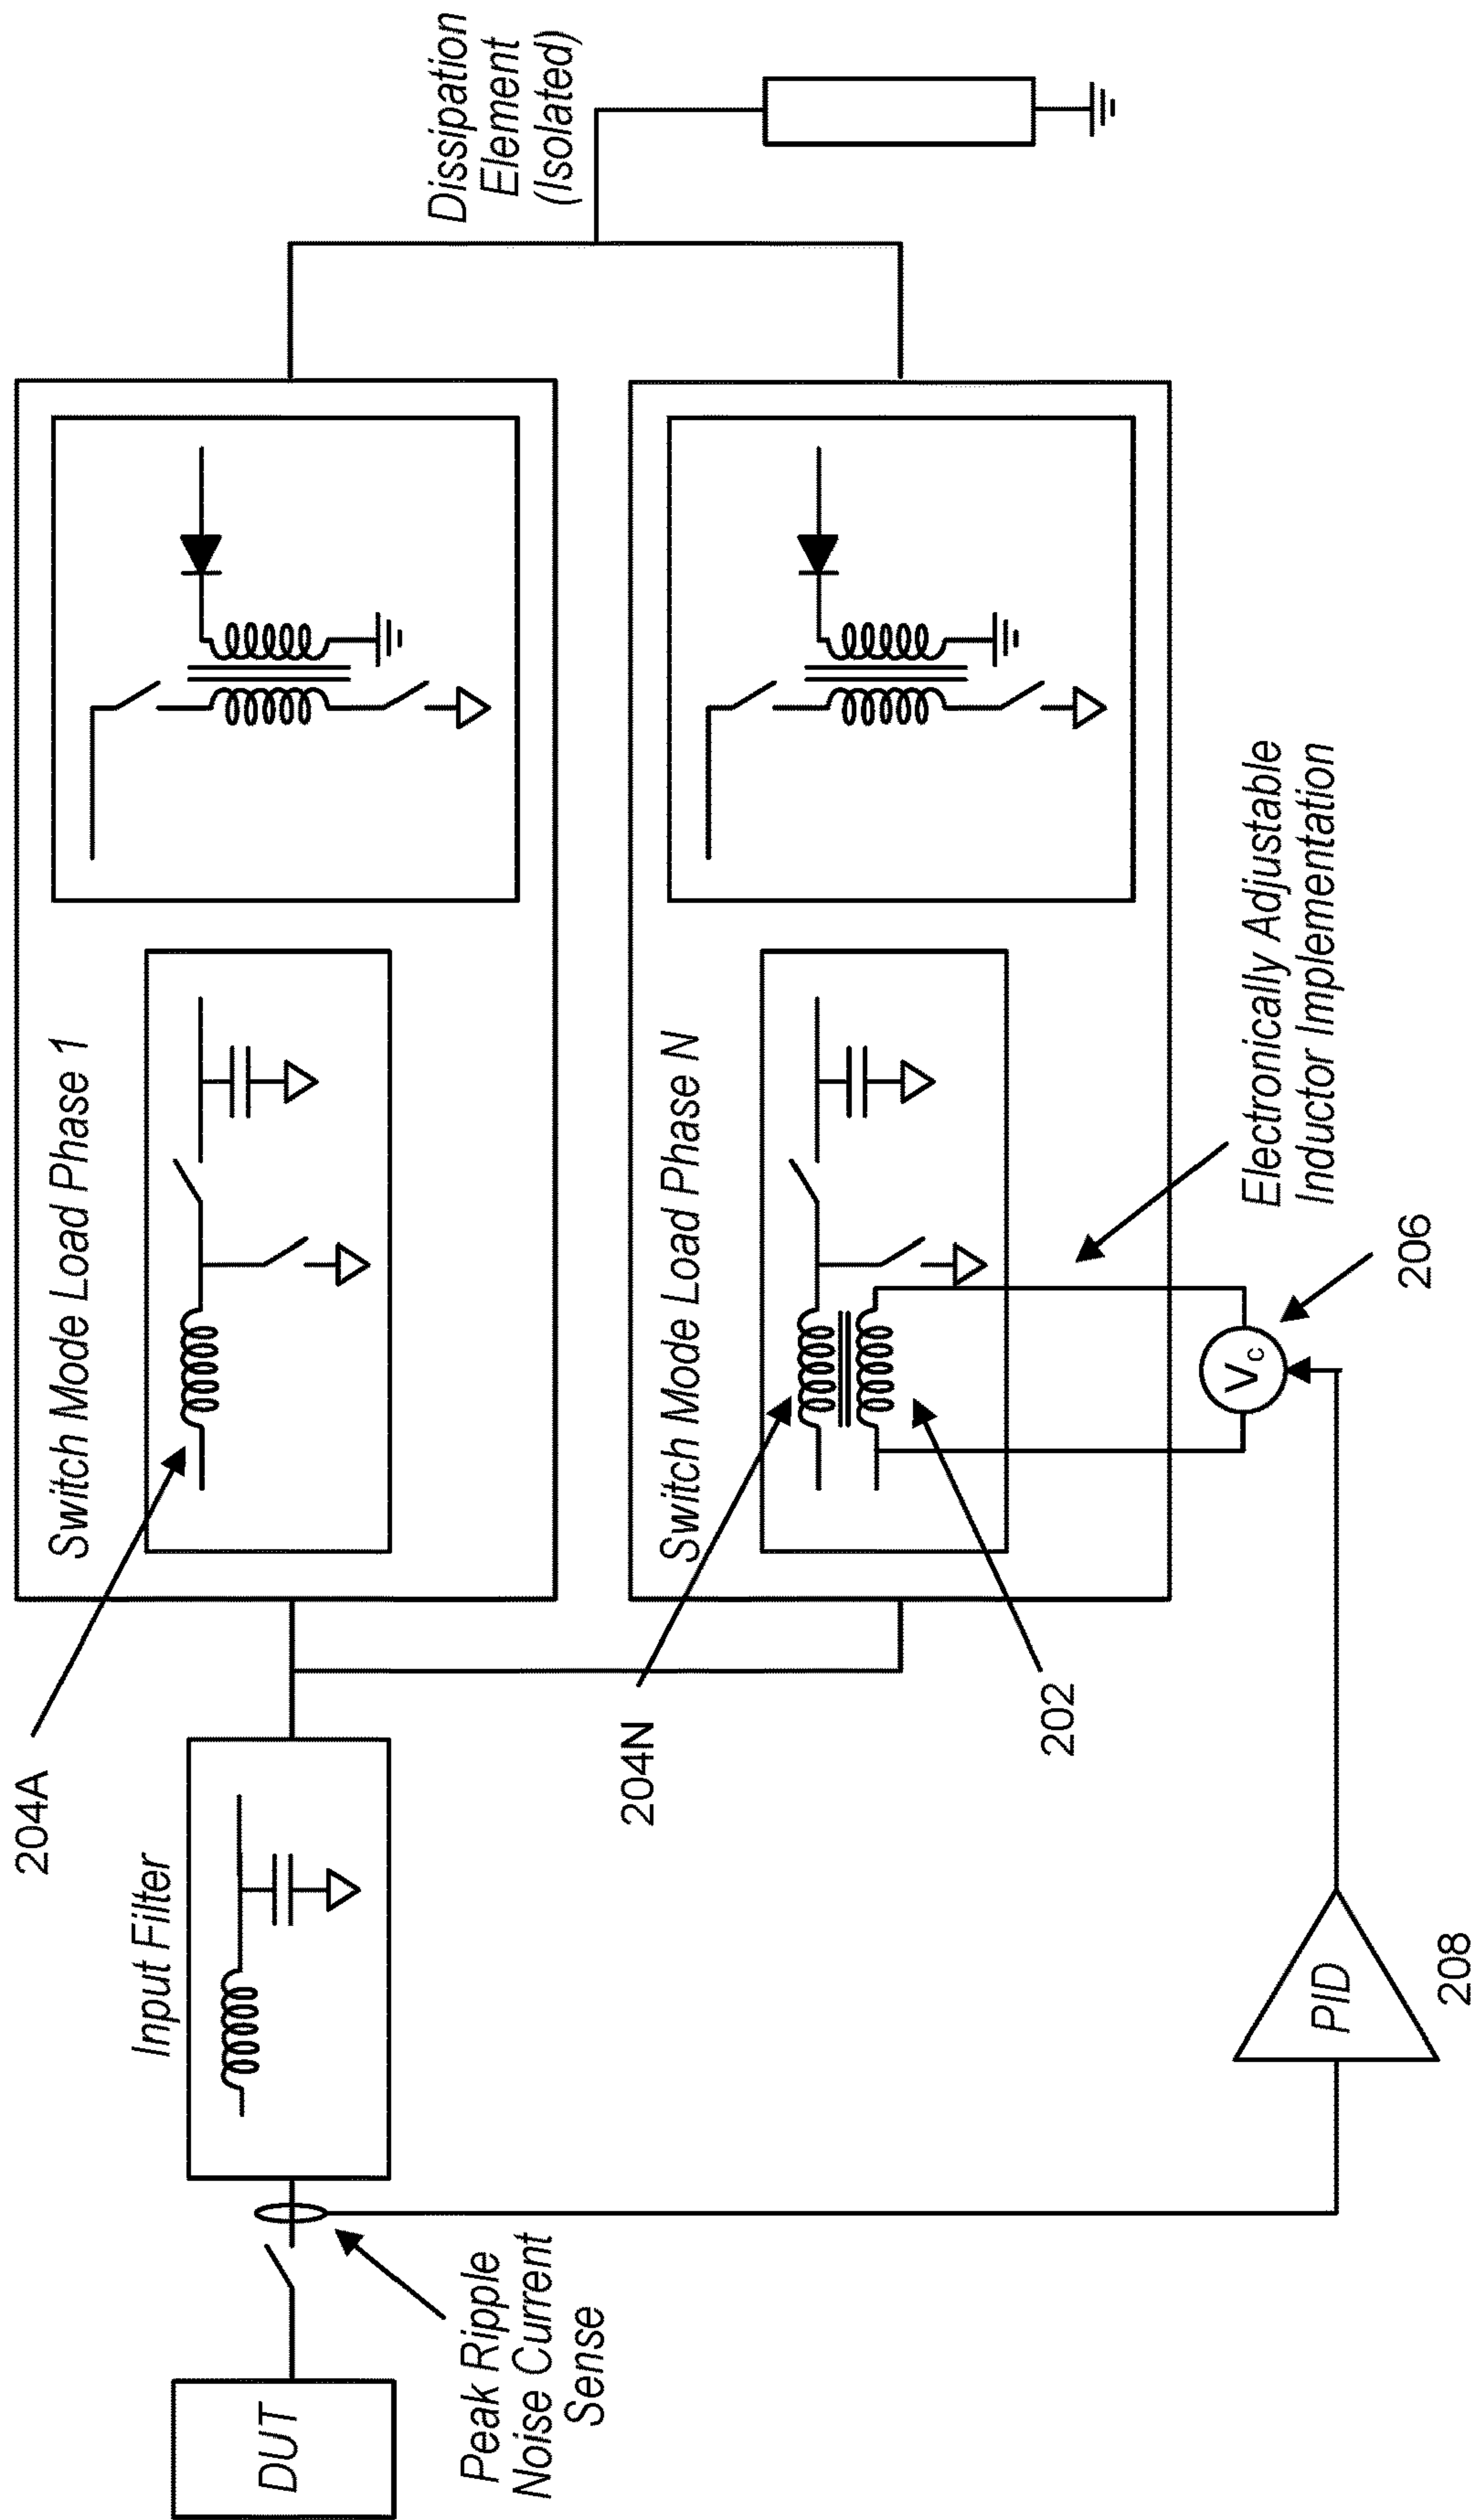 DUT
Peak Ripple
Noise Current
Sense
Input Filter
204A
Switch Mode Load Phase 1
204N
202
Switch Mode Load Phase N
Dissipation
Element
(Isolated)
Electronically Adjustable
Inductor Implementation
206
Vc
PID
208